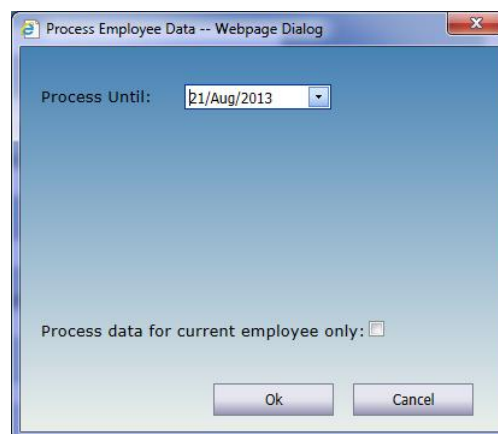 Process Employee Data -- Webpage Dialog
Process Until: 21/Aug/2013
Process data for current employee only:
Ok Cancel